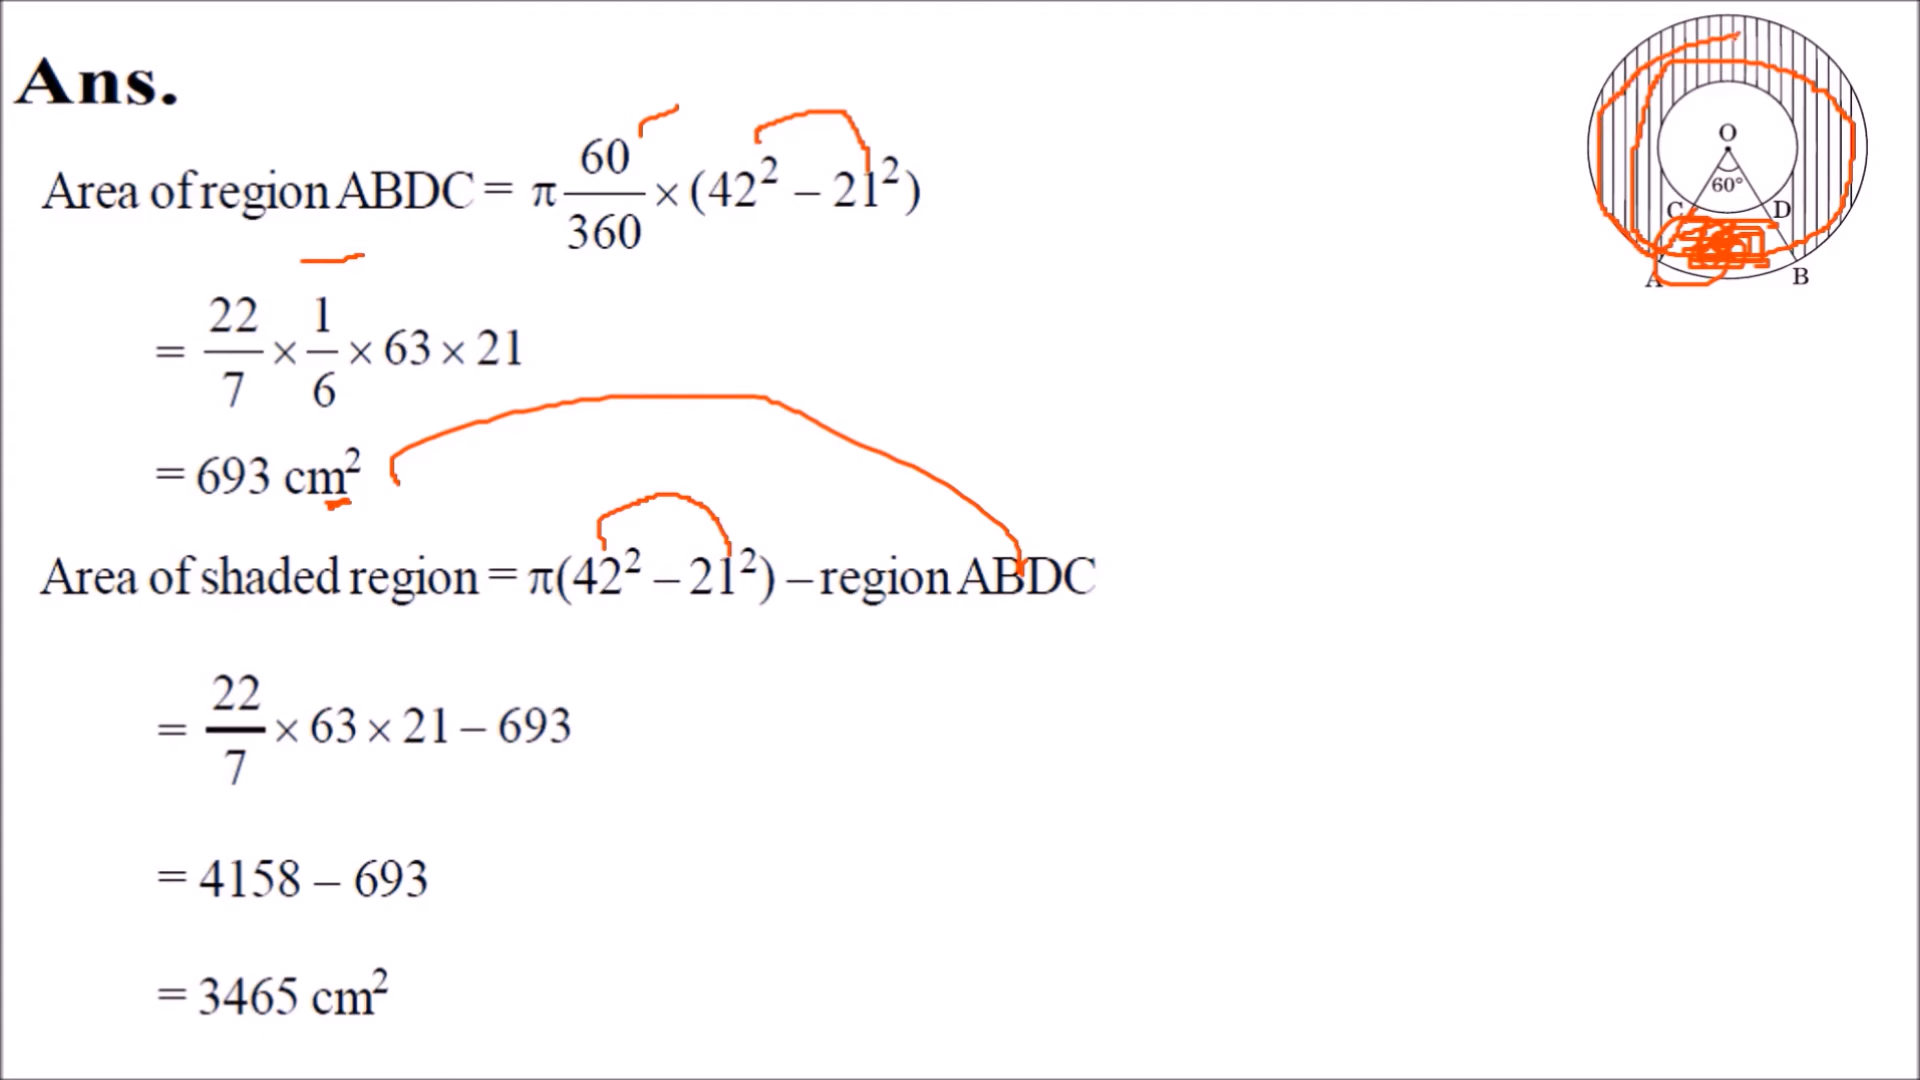 Ans.
Area of region ABDC = π 60/360 × (42² – 21²)
= 22/7 × 1/6 × 63 × 21
= 693 cm²
Area of shaded region = π(42² – 21²) – region ABDC
= 22/7 × 63 × 21 – 693
= 4158 – 693
= 3465 cm²
O
60°
C D
A B